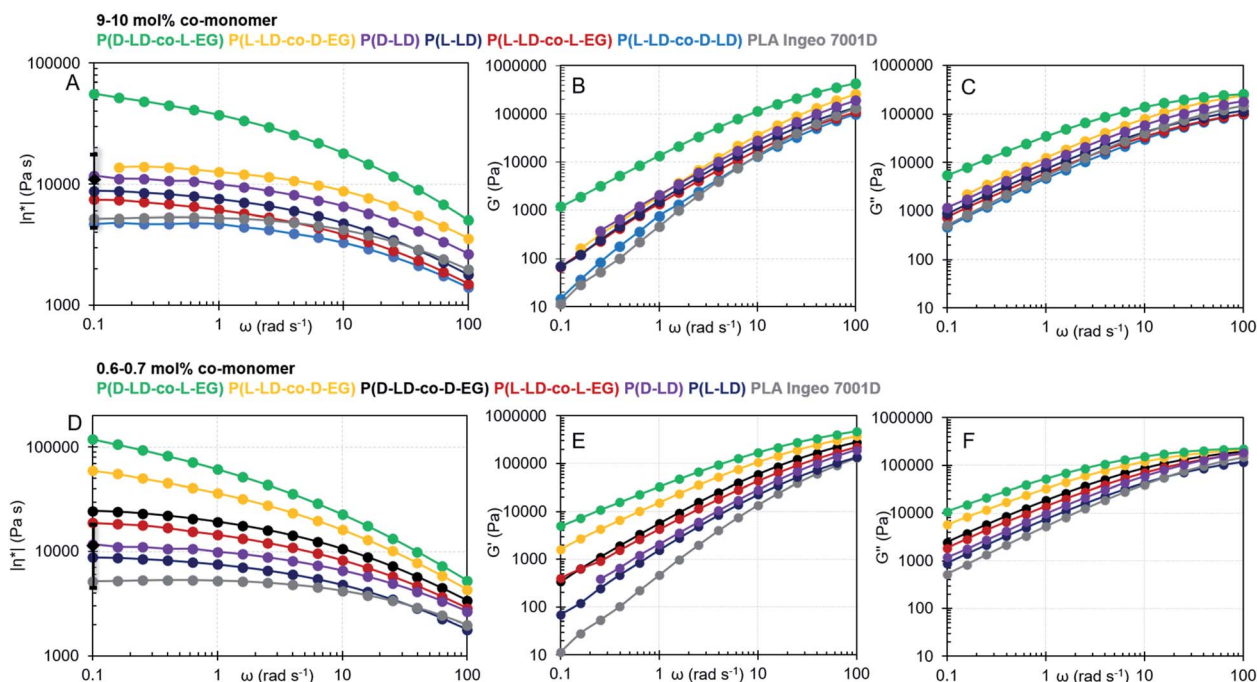 9-10 mol% co-monomer
P(D-LD-co-L-EG) P(L-LD-co-D-EG) P(D-LD) P(L-LD) P(L-LD-co-L-EG) P(L-LD-co-D-LD) PLA Ingeo 7001D
A
|n*| (Pa s)
100000
10000
1000
0.1
1
10
100
ω (rad s⁻¹)
B
G' (Pa)
1000000
100000
10000
1000
100
10
0.1
1
10
100
ω (rad s⁻¹)
C
G'' (Pa)
1000000
100000
10000
1000
100
10
0.1
1
10
100
ω (rad s⁻¹)
0.6-0.7 mol% co-monomer
P(D-LD-co-L-EG) P(L-LD-co-D-EG) P(D-LD-co-D-EG) P(L-LD-co-L-EG) P(D-LD) P(L-LD) PLA Ingeo 7001D
D
|n*| (Pa s)
100000
10000
1000
0.1
1
10
100
ω (rad s⁻¹)
E
G' (Pa)
1000000
100000
10000
1000
100
10
0.1
1
10
100
ω (rad s⁻¹)
F
G'' (Pa)
1000000
100000
10000
1000
100
10
0.1
1
10
100
ω (rad s⁻¹)